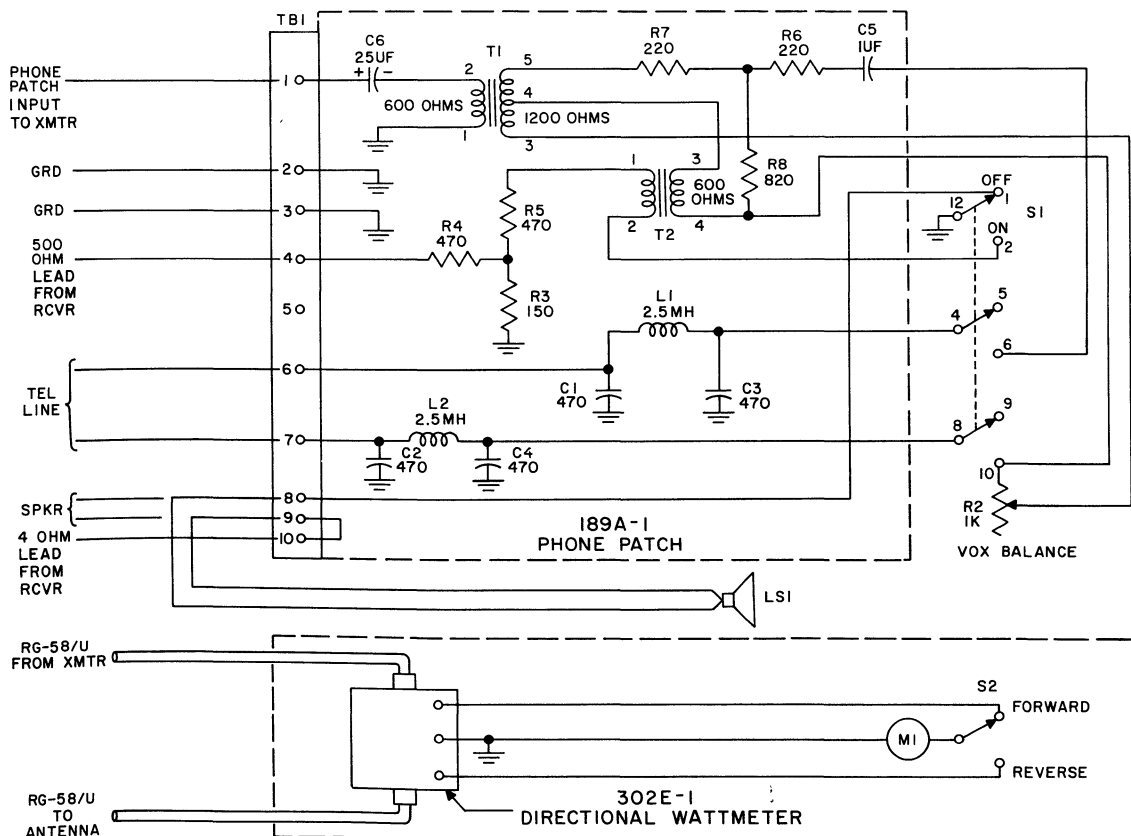 TB1
PHONE
PATCH
INPUT
TO XMTR
GRD
GRD
500
OHM
LEAD
FROM
RCVR
TEL
LINE
SPKR
4 OHM
LEAD
FROM
RCVR
1
2
3
4
5
6
7
8
9
10
C6
25UF
+ -
T1
2
1
600 OHMS
5
4
1200 OHMS
3
R7
220
R6
220
C5
1UF
R8
820
1
2
3
600
OHMS
4
T2
R5
470
R4
470
R3
150
L1
2.5MH
C1
470
C3
470
L2
2.5MH
C2
470
C4
470
OFF
12
1
S1
ON
2
4
5
6
8
9
10
R2
1K
VOX BALANCE
189A-1
PHONE PATCH
LS1
RG-58/U
FROM XMTR
S2
FORWARD
M1
REVERSE
302E-1
DIRECTIONAL WATTMETER
RG-58/U
TO
ANTENNA